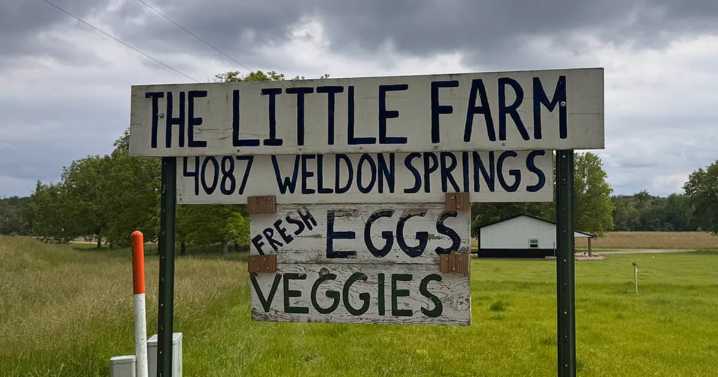 THE LITTLE FARM
4087 WELDON SPRINGS
FRESH EGGS
VEGGIES